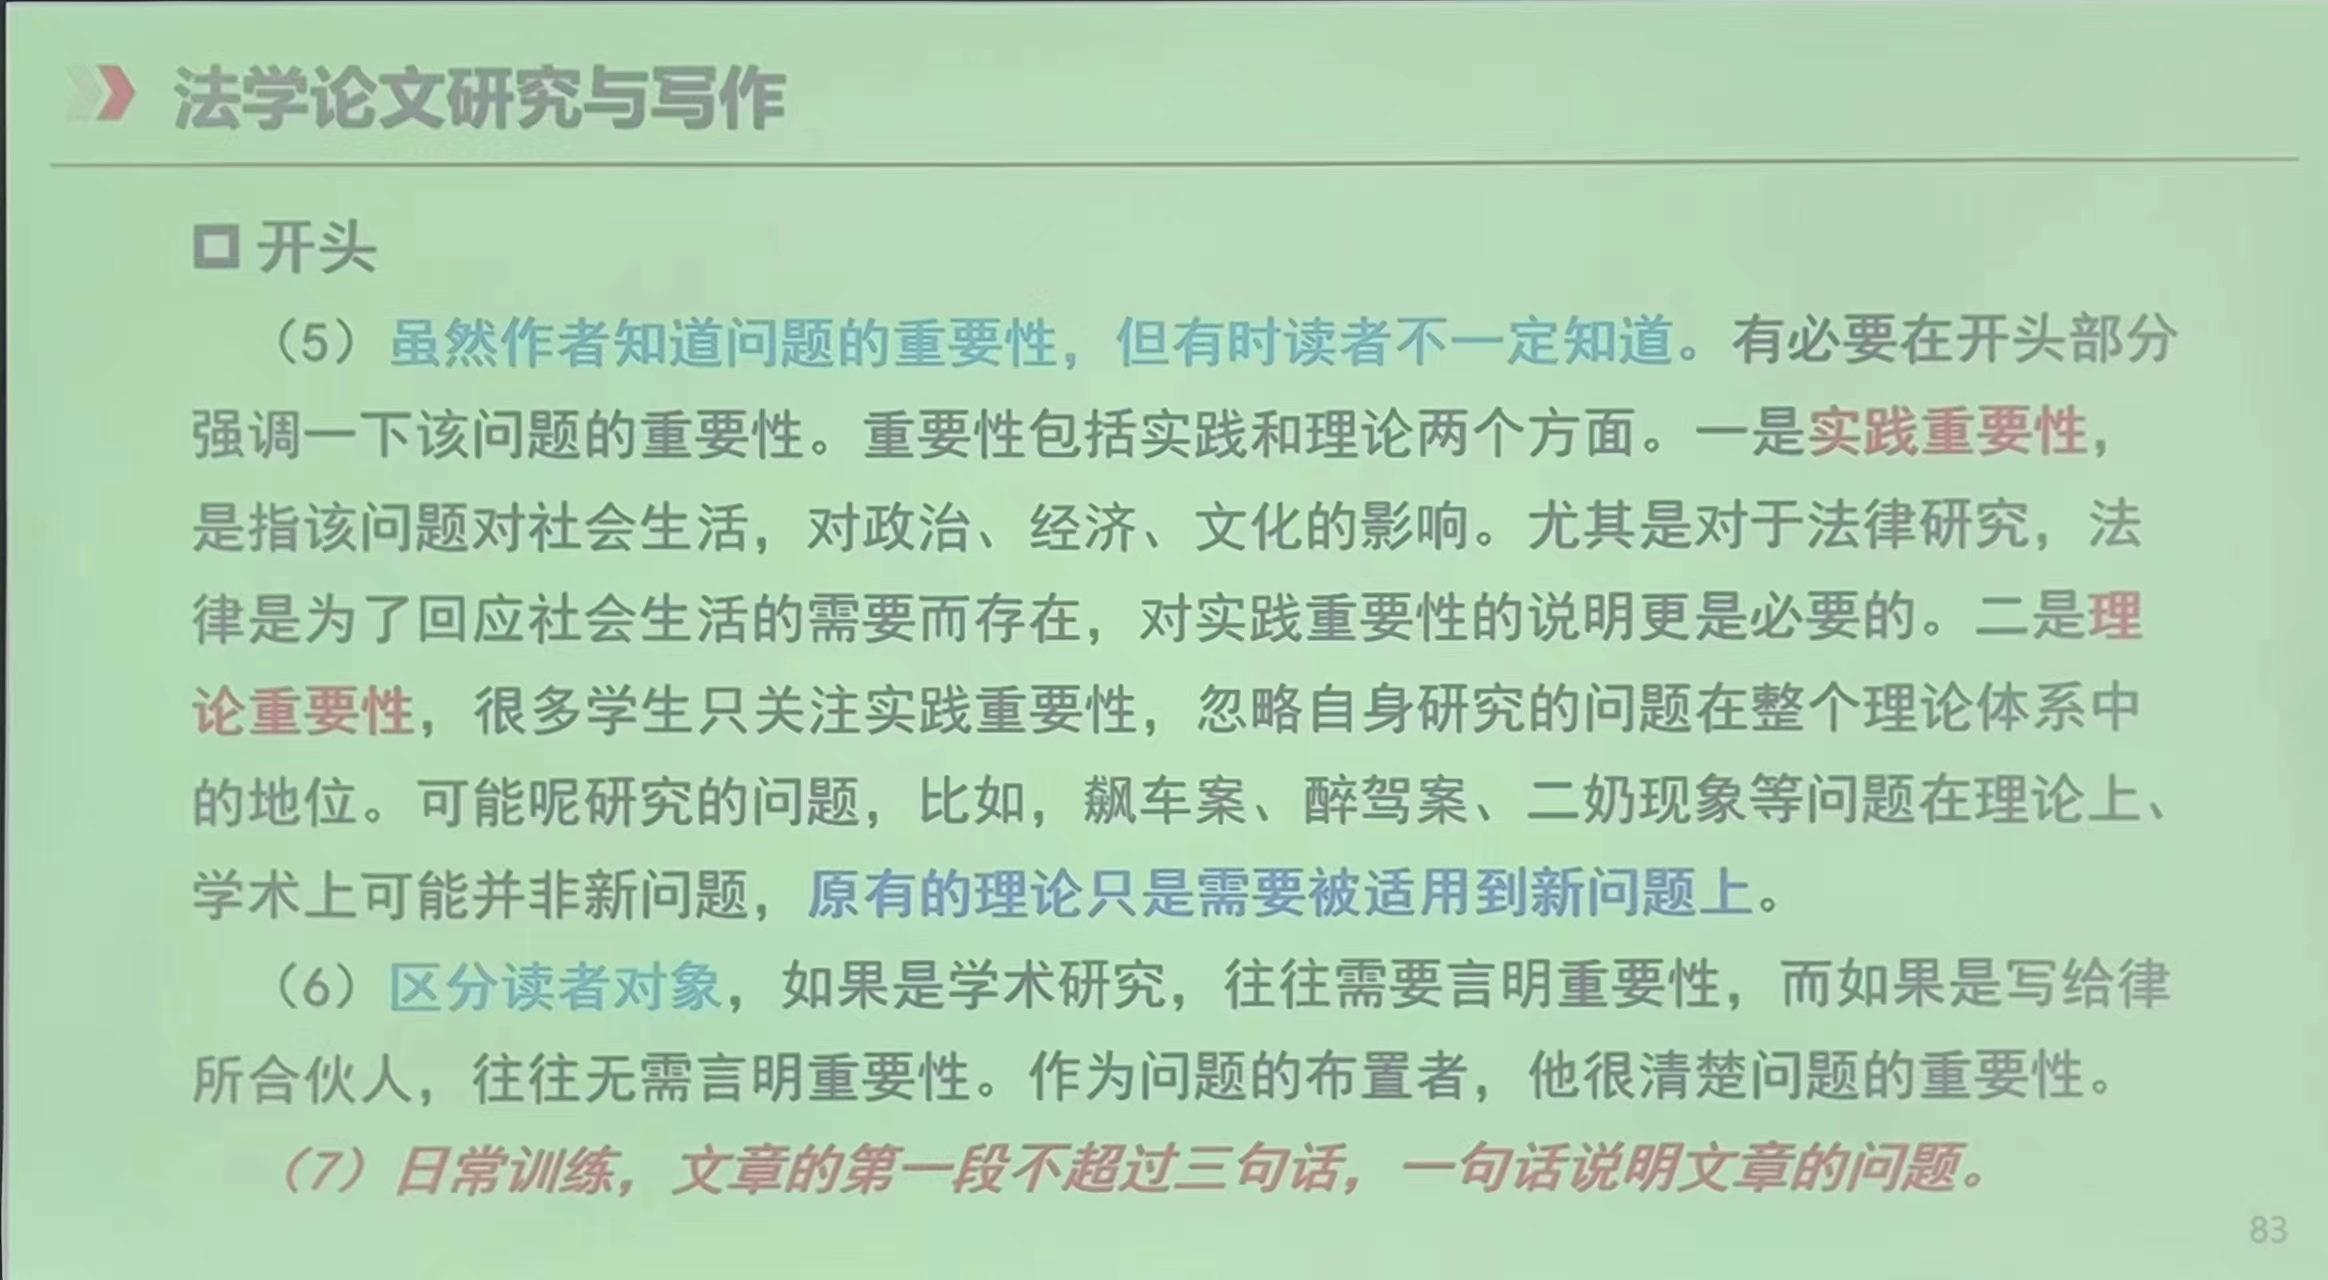 法学论文研究与写作
开头
（5）虽然作者知道问题的重要性，但有时读者不一定知道。有必要在开头部分
强调一下该问题的重要性。重要性包括实践和理论两个方面。一是实践重要性，
是指该问题对社会生活，对政治、经济、文化的影响。尤其是对于法律研究，法
律是为了回应社会生活的需要而存在，对实践重要性的说明更是必要的。二是理
论重要性，很多学生只关注实践重要性，忽略自身研究的问题在整个理论体系中
的地位。可能呢研究的问题，比如，飙车案、醉驾案、二奶现象等问题在理论上、
学术上可能并非新问题，原有的理论只是需要被适用到新问题上。
（6）区分读者对象，如果是学术研究，往往需要言明重要性，而如果是写给律
所合伙人，往往无需言明重要性。作为问题的布置者，他很清楚问题的重要性。
（7）日常训练，文章的第一段不超过三句话，一句话说明文章的问题。
83